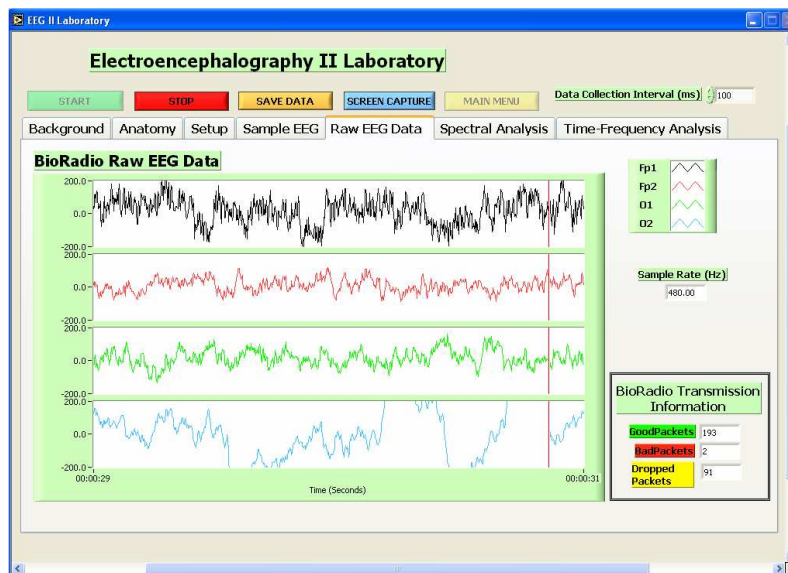 EEG II Laboratory
Electroencephalography II Laboratory
START STOP SAVE DATA SCREEN CAPTURE MAIN MENU Data Collection Interval (ms) 100
Background Anatomy Setup Sample EEG Raw EEG Data Spectral Analysis Time-Frequency Analysis
BioRadio Raw EEG Data
200.0
0.0
-200.0
200.0
0.0
-200.0
200.0
0.0
-200.0
200.0
0.0
-200.0
00:00:29 00:00:31
Time (Seconds)
Fp1
Fp2
O1
O2
Sample Rate (Hz)
480.00
BioRadio Transmission
Information
GoodPackets 193
BadPackets 2
Dropped
Packets 91